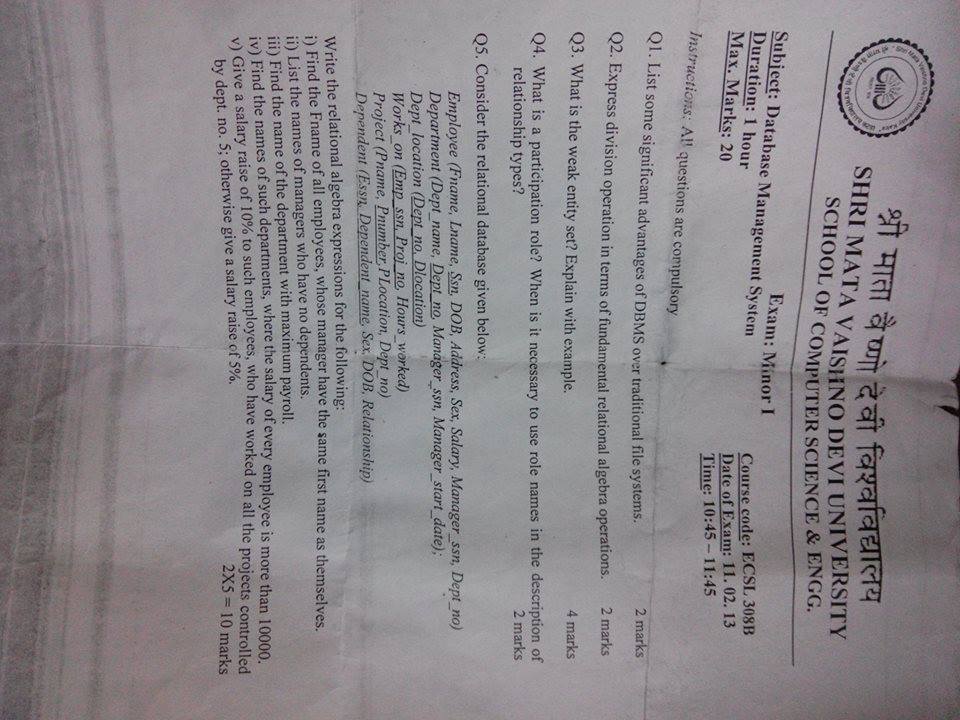 श्री माता वैष्णो देवी विश्वविद्यालय
SHRI MATA VAISHNO DEVI UNIVERSITY
SCHOOL OF COMPUTER SCIENCE & ENGG.
Exam: Minor I
Subject: Database Management System
Duration: 1 hour
Max. Marks: 20
Course code: ECSL 308B
Date of Exam: 11. 02. 13
Time: 10:45 – 11:45
Instructions: All questions are compulsory
Q1. List some significant advantages of DBMS over traditional file systems. 2 marks
Q2. Express division operation in terms of fundamental relational algebra operations. 2 marks
Q3. What is the weak entity set? Explain with example. 4 marks
Q4. What is a participation role? When is it necessary to use role names in the description of
relationship types? 2 marks
Q5. Consider the relational database given below:
Employee (Fname, Lname, Ssn, DOB, Address, Sex, Salary, Manager_ssn, Dept_no)
Department (Dept_name, Dept_no, Manager_ssn, Manager_start_date);
Dept_location (Dept_no, Dlocation)
Works_on (Emp_ssn, Proj_no, Hours_worked)
Project (Pname, Pnumber,PLocation, Dept_no)
Dependent (Essn, Dependent_name, Sex, DOB, Relationship)
Write the relational algebra expressions for the following:
i) Find the Fname of all employees, whose manager have the same first name as themselves.
ii) List the names of managers who have no dependents.
iii) Find the name of the department with maximum payroll.
iv) Find the names of such departments, where the salary of every employee is more than 10000.
v) Give a salary raise of 10% to such employees, who have worked on all the projects controlled
by dept. no. 5; otherwise give a salary raise of 5%. 2X5 = 10 marks